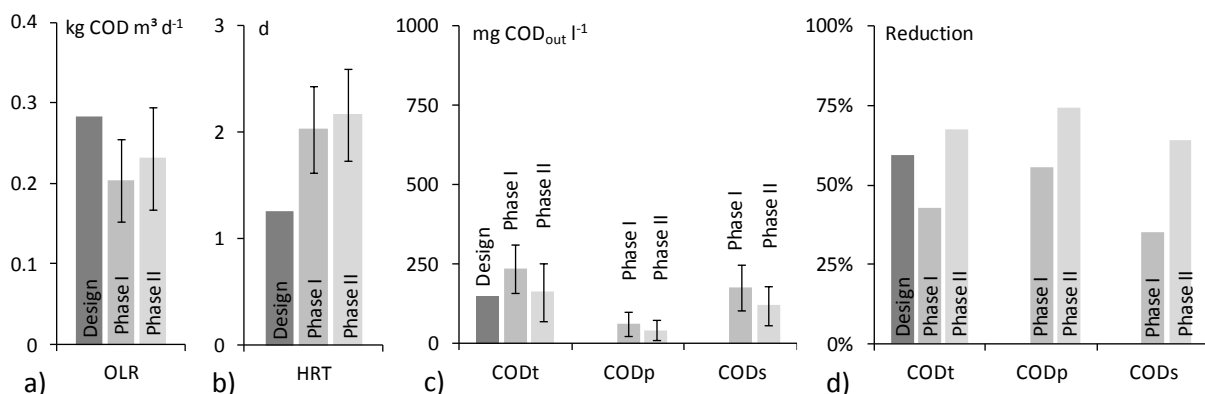 0.4
0.3
0.2
0.1
0
kg COD m³ d⁻¹
Design
Phase I
Phase II
OLR
a)
3
2
1
0
d
Design
Phase I
Phase II
HRT
b)
1000
750
500
250
0
mg CODout l⁻¹
Design
Phase I
Phase II
Phase I
Phase II
Phase I
Phase II
CODt
CODp
CODs
c)
100%
75%
50%
25%
0%
Reduction
Design
Phase I
Phase II
Phase I
Phase II
Phase I
Phase II
CODt
CODp
CODs
d)